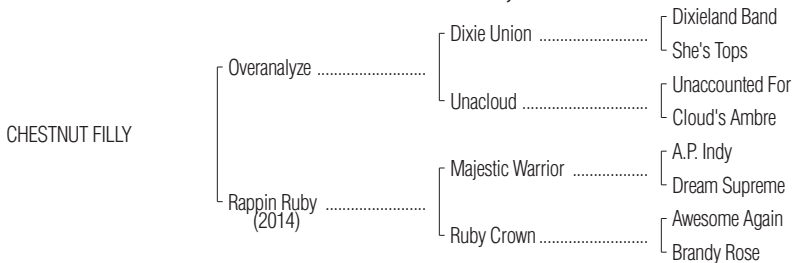 Dixieland Band
Dixie Union ........................
She's Tops
Overanalyze ........................
Unaccounted For
Unacloud ........................
Cloud's Ambre
CHESTNUT FILLY
A.P. Indy
Majestic Warrior ................
Dream Supreme
Rappin Ruby ......................
(2014)
Awesome Again
Ruby Crown ........................
Brandy Rose